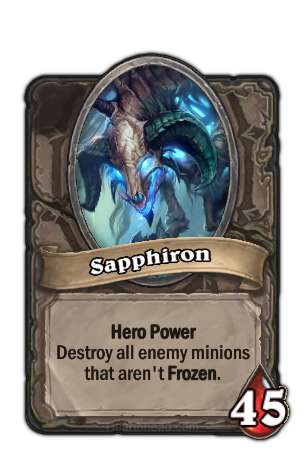 Sapphiron
Hero Power
Destroy all enemy minions
that aren't Frozen.
45